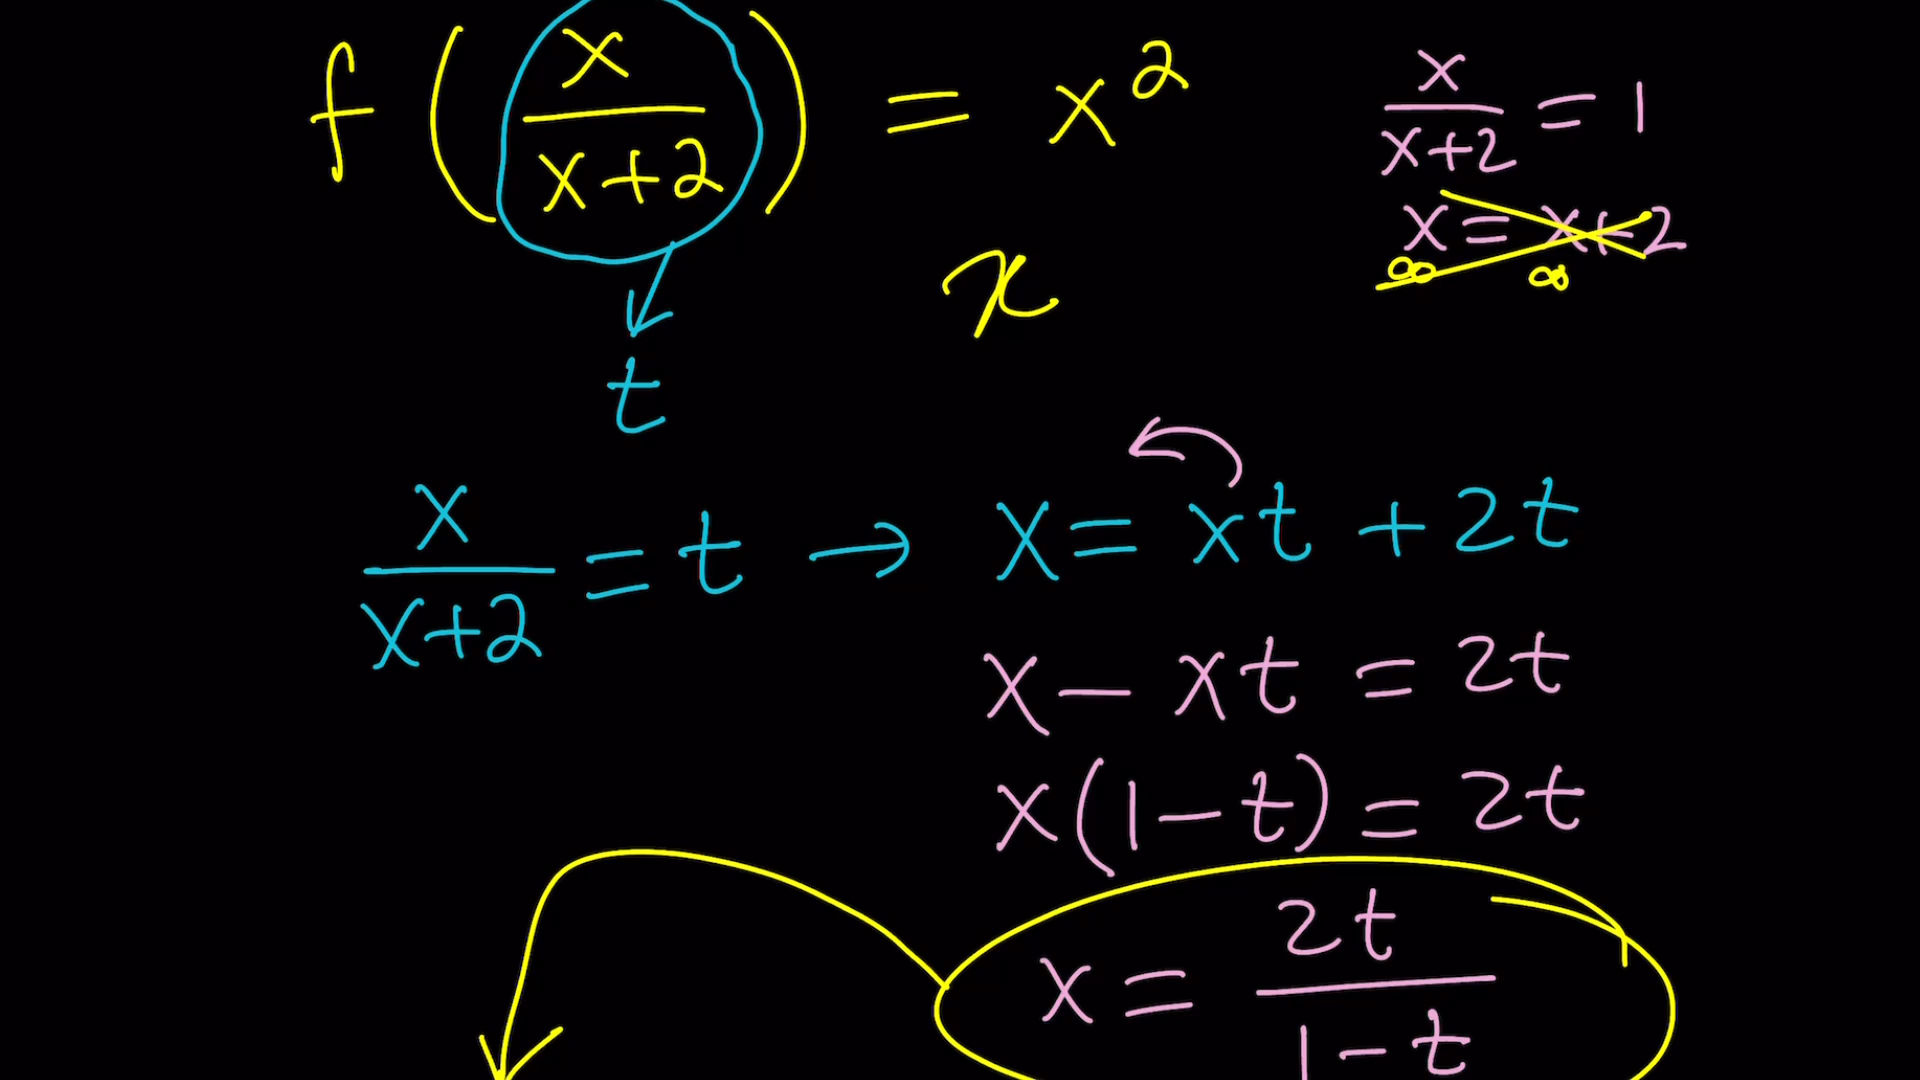 f(x/(x+2)) = x²
x/(x+2) = 1
x = x+2
∞ ∞
x
t
x/(x+2) = t → x = xt + 2t
x – xt = 2t
x(1–t) = 2t
x = 2t/(1–t)